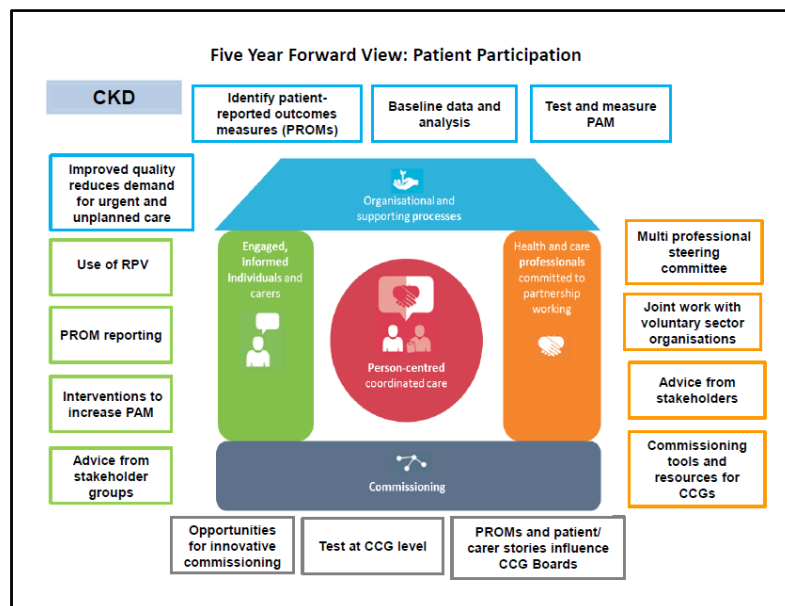 Five Year Forward View: Patient Participation
CKD
Identify patient-
reported outcomes
measures (PROMs)
Baseline data and
analysis
Test and measure
PAM
Improved quality
reduces demand
for urgent and
unplanned care
Organisational and
supporting processes
Use of RPV
PROM reporting
Interventions to
increase PAM
Advice from
stakeholder
groups
Engaged,
informed
individuals and
carers
Person-centred
coordinated care
Health and care
professionals
committed to
partnership
working
Multi professional
steering
committee
Joint work with
voluntary sector
organisations
Advice from
stakeholders
Commissioning
tools and
resources for
CCGs
Commissioning
Opportunities
for innovative
commissioning
Test at CCG level
PROMs and patient/
carer stories influence
CCG Boards